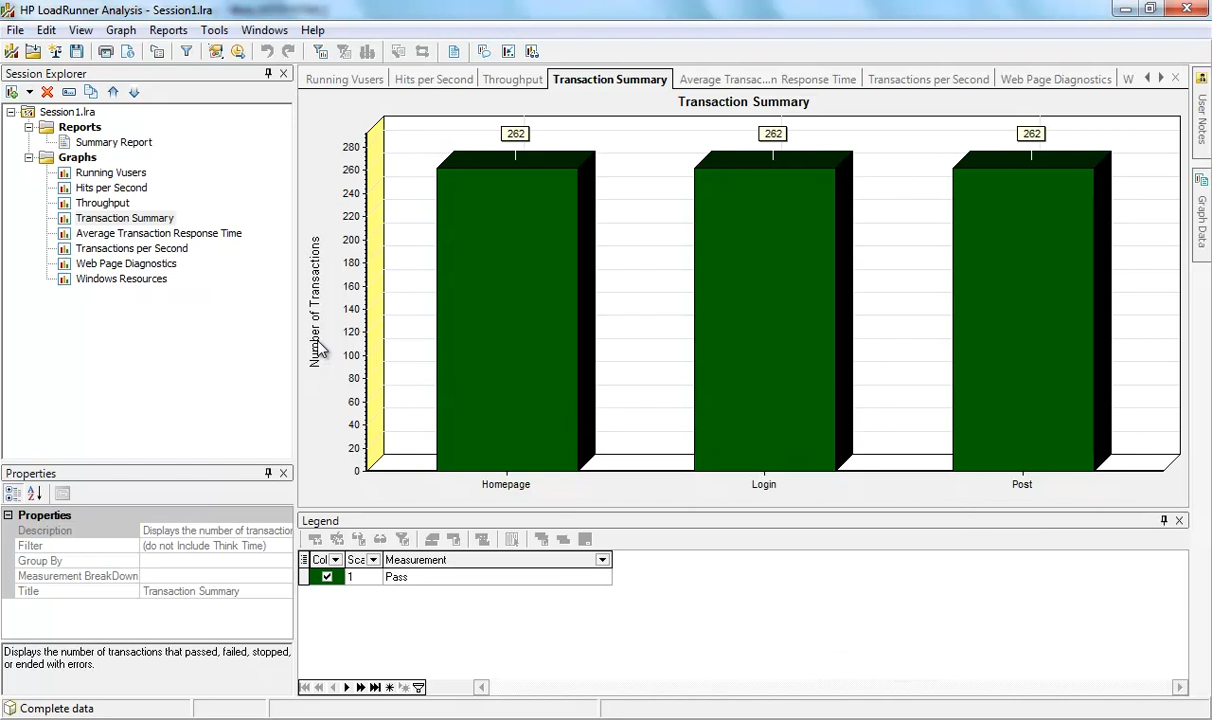 HP LoadRunner Analysis - Session1.lra
File Edit View Graph Reports Tools Windows Help
Session Explorer
Session1.lra
Reports
Summary Report
Graphs
Running Vusers
Hits per Second
Throughput
Transaction Summary
Average Transaction Response Time
Transactions per Second
Web Page Diagnostics
Windows Resources
Properties
Properties
Description Displays the number of transaction
Filter (do not Include Think Time)
Group By
Measurement BreakDown
Title Transaction Summary
Displays the number of transactions that passed, failed, stopped,
or ended with errors.
Running Vusers Hits per Second Throughput Transaction Summary Average Transac...n Response Time Transactions per Second Web Page Diagnostics W
Transaction Summary
262 262 262
280
260
240
220
200
180
160
140
120
100
80
60
40
20
0
Number of Transactions
Homepage Login Post
Legend
Col Sca Measurement
1 Pass
User Notes
Graph Data
Complete data